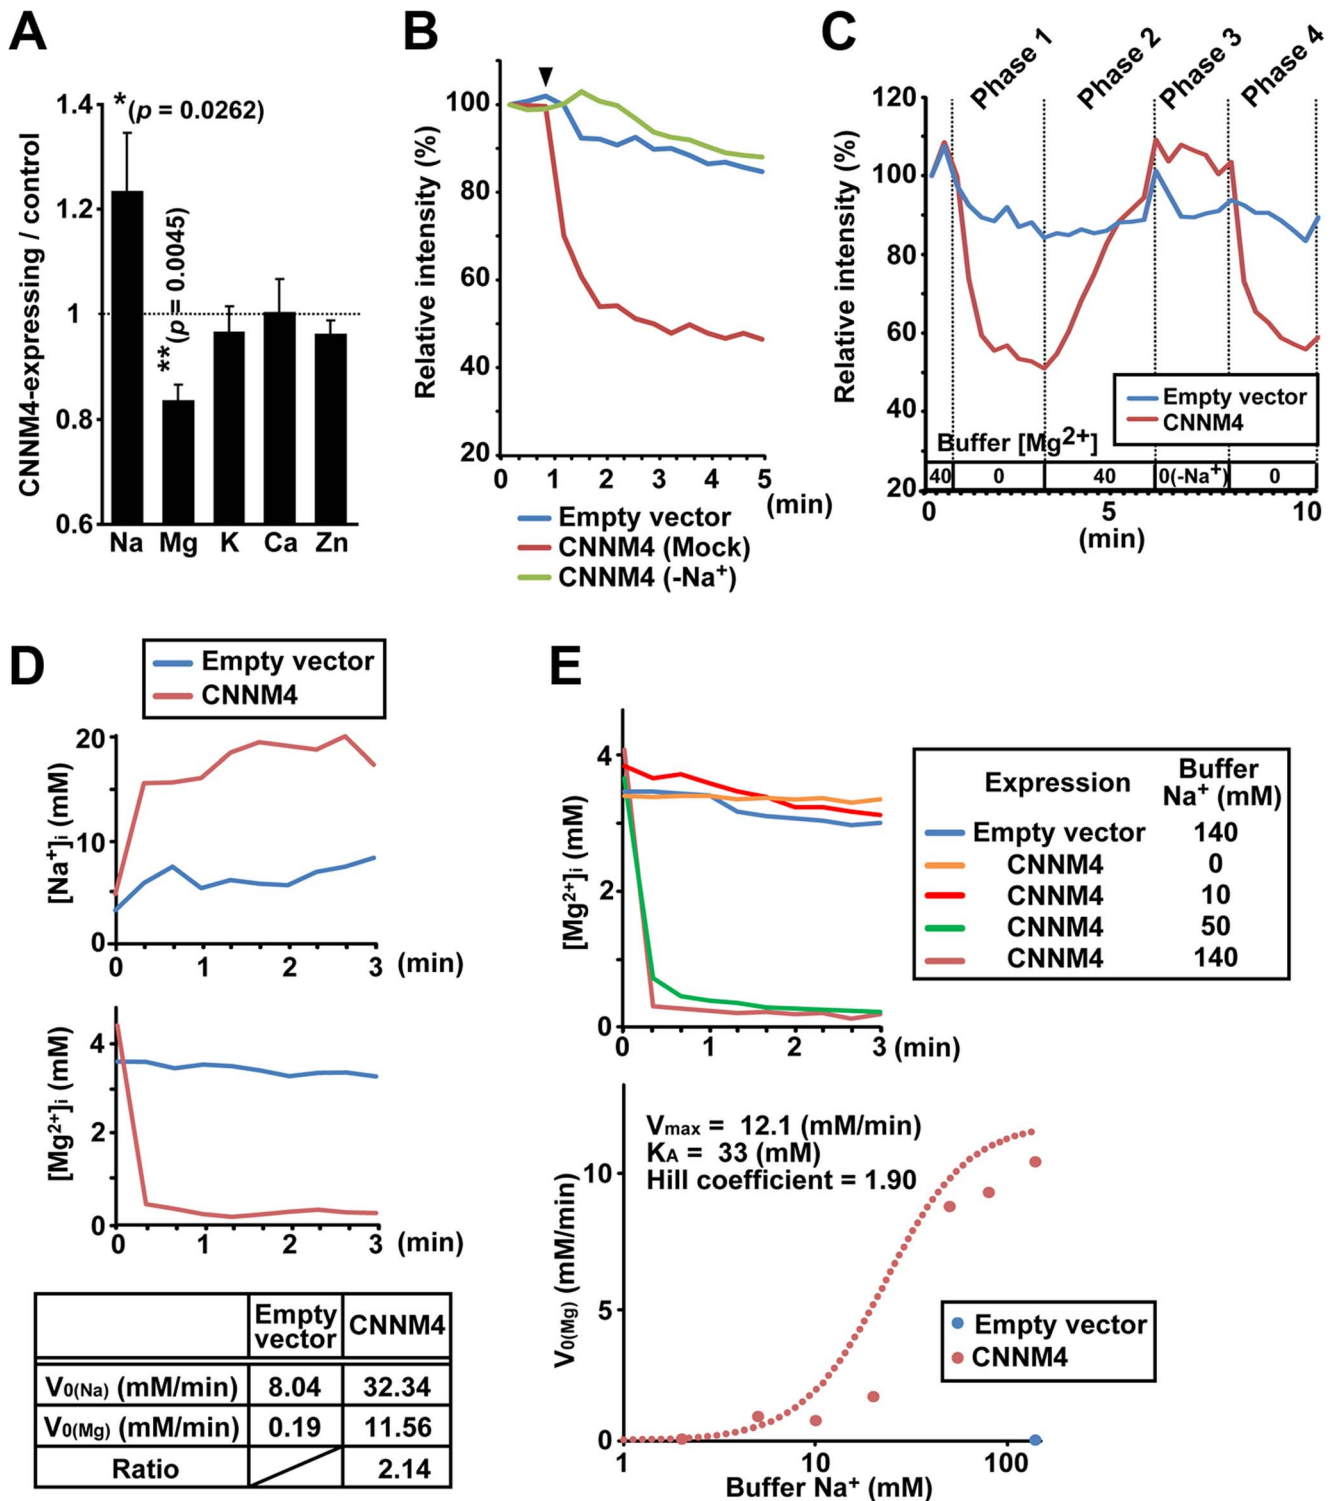 A
CNNM4-expressing / control
1.4
1.2
1
0.8
0.6
*(p = 0.0262)
**(p = 0.0045)
Na Mg K Ca Zn
B
Relative intensity (%)
100
80
60
40
20
0 1 2 3 4 5
(min)
Empty vector
CNNM4 (Mock)
CNNM4 (-Na+)
C
Phase 1 Phase 2 Phase 3 Phase 4
Relative intensity (%)
120
100
80
60
40
20
Empty vector
CNNM4
Buffer [Mg2+]
40 0 40 0(-Na+) 0
0 5 10
(min)
D
Empty vector
CNNM4
[Na+]i (mM)
20
10
0
0 1 2 3 (min)
[Mg2+]i (mM)
4
2
0
0 1 2 3 (min)
Empty vector CNNM4
V0(Na) (mM/min) 8.04 32.34
V0(Mg) (mM/min) 0.19 11.56
Ratio 2.14
E
[Mg2+]i (mM)
4
2
0
0 1 2 3 (min)
Expression Buffer Na+ (mM)
Empty vector 140
CNNM4 0
CNNM4 10
CNNM4 50
CNNM4 140
V0(Mg) (mM/min)
10
5
0
Vmax = 12.1 (mM/min)
KA = 33 (mM)
Hill coefficient = 1.90
Empty vector
CNNM4
1 10 100
Buffer Na+ (mM)